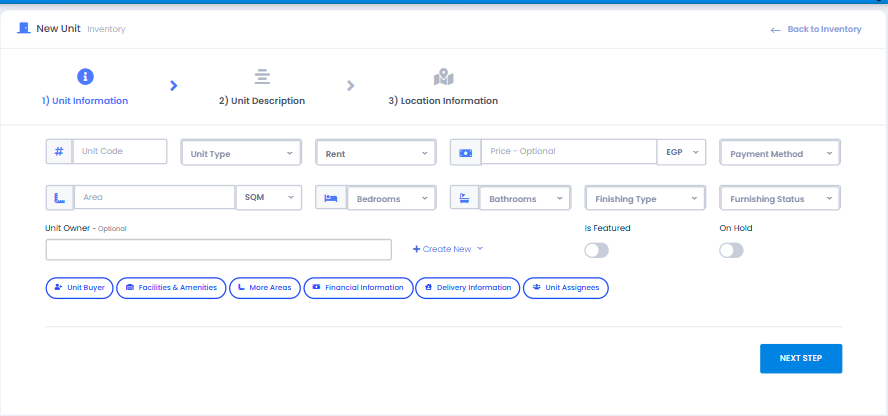 New Unit Inventory
Back to Inventory
1) Unit Information
2) Unit Description
3) Location Information
# Unit Code
Unit Type
Rent
Price - Optional
EGP
Payment Method
Area
SQM
Bedrooms
Bathrooms
Finishing Type
Furnishing Status
Unit Owner - Optional
Is Featured
On Hold
+ Create New
Unit Buyer
Facilities & Amenities
More Areas
Financial Information
Delivery Information
Unit Assignees
NEXT STEP